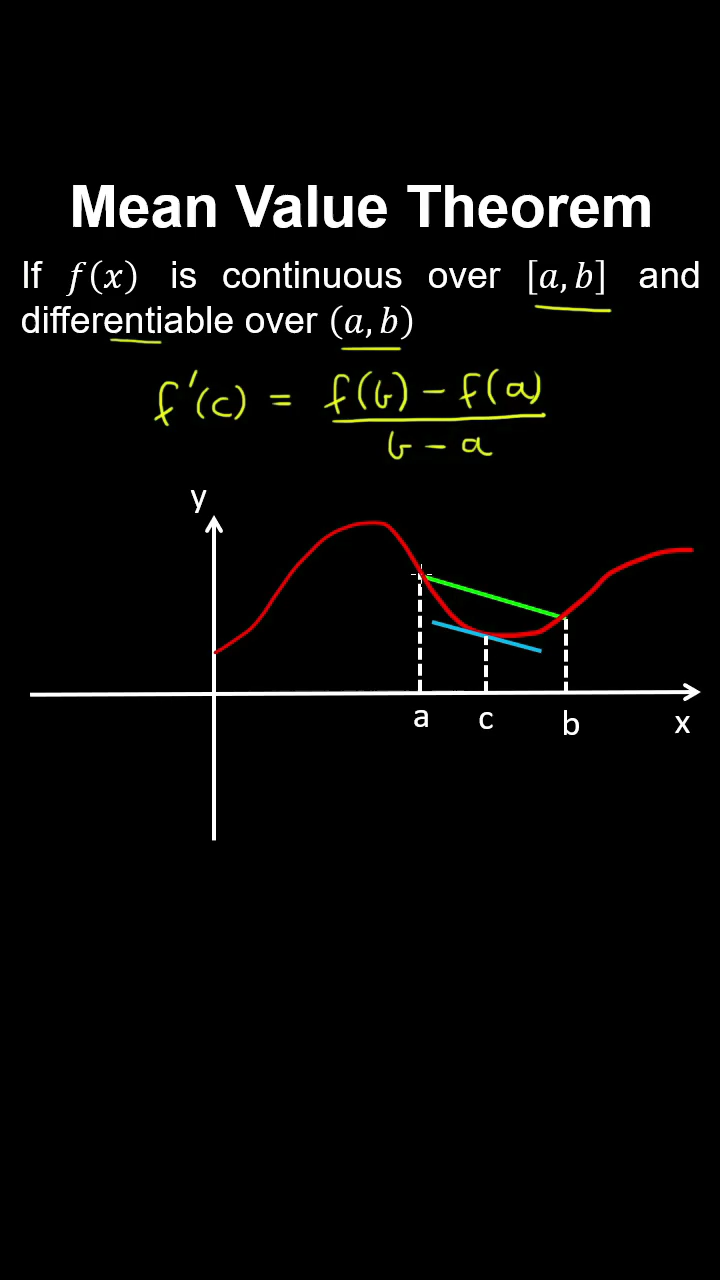 Mean Value Theorem
If f(x) is continuous over [a, b] and
differentiable over (a, b)
f'(c) = f(b) - f(a)
b - a
y
a c b x